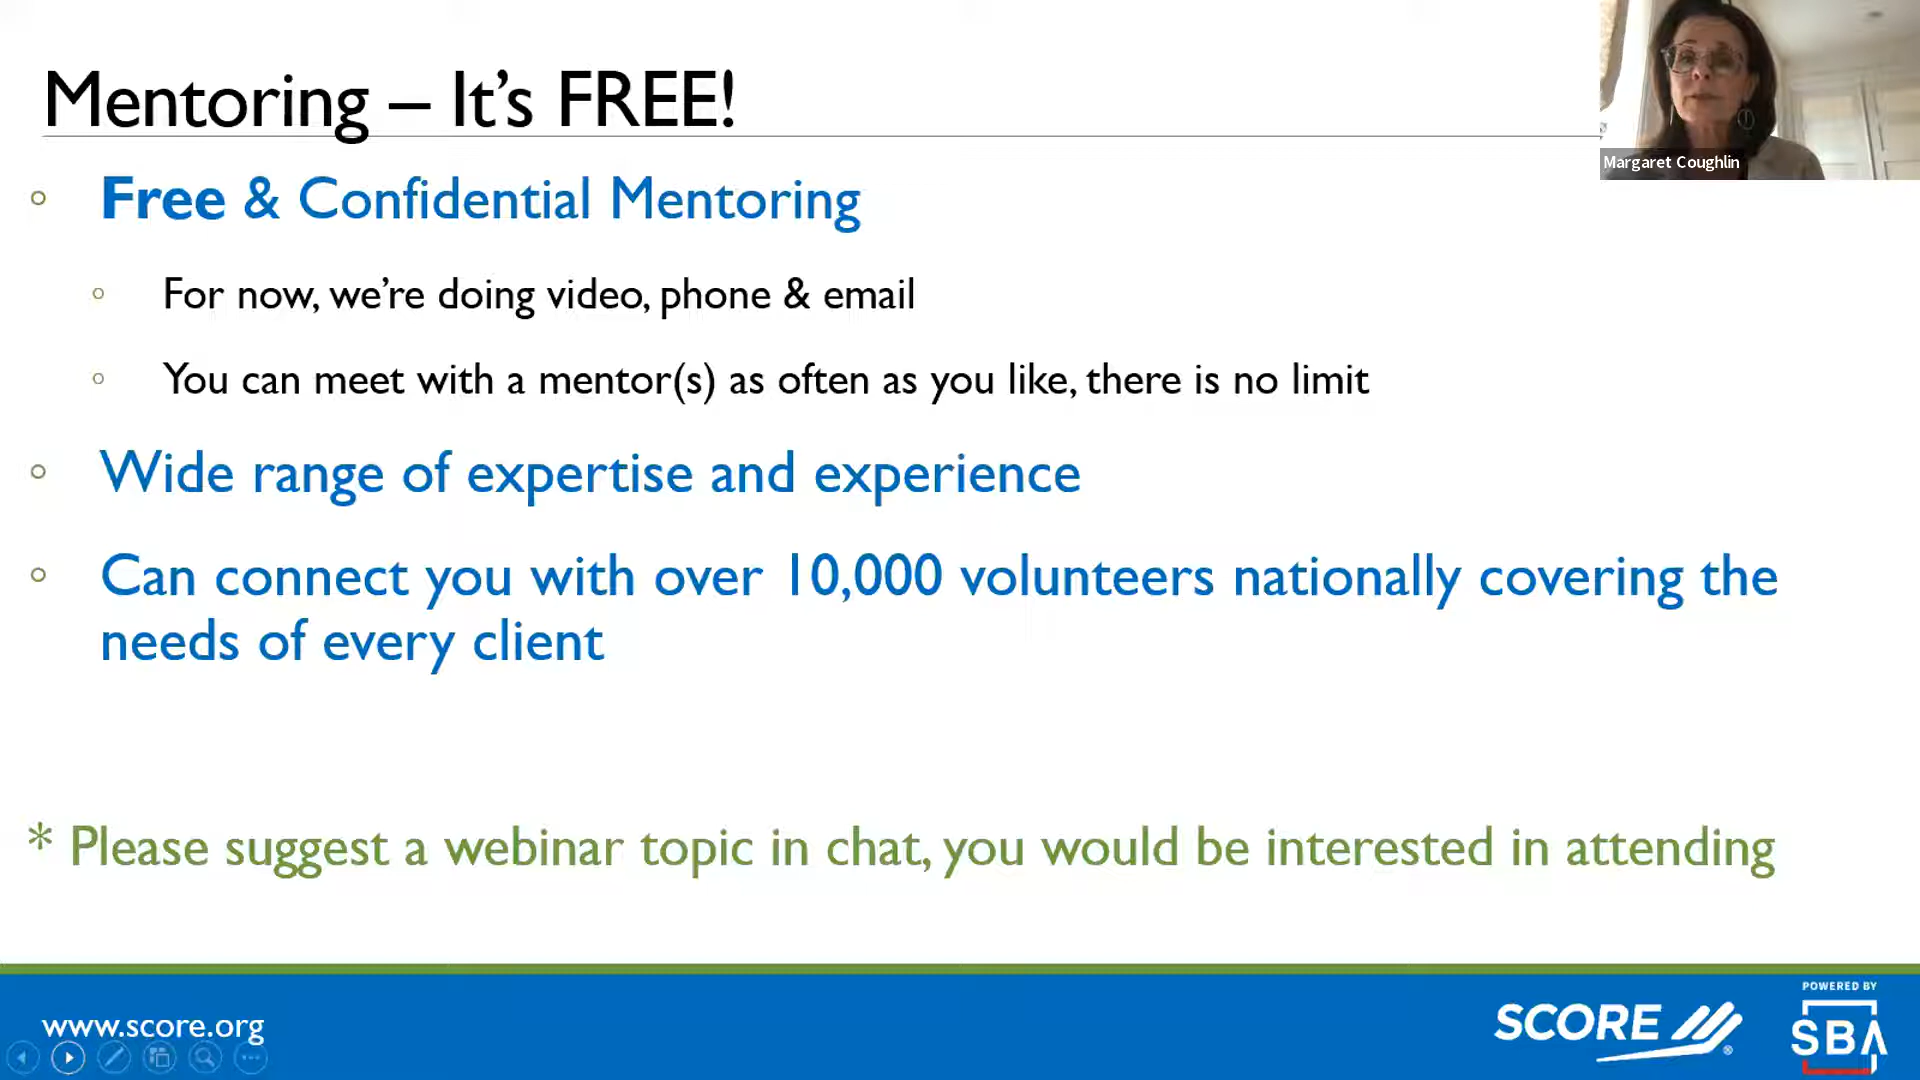 Mentoring – It's FREE!
Margaret Coughlin
Free & Confidential Mentoring
For now, we're doing video, phone & email
You can meet with a mentor(s) as often as you like, there is no limit
Wide range of expertise and experience
Can connect you with over 10,000 volunteers nationally covering the
needs of every client
* Please suggest a webinar topic in chat, you would be interested in attending
www.score.org
SCORE
POWERED BY
SBA